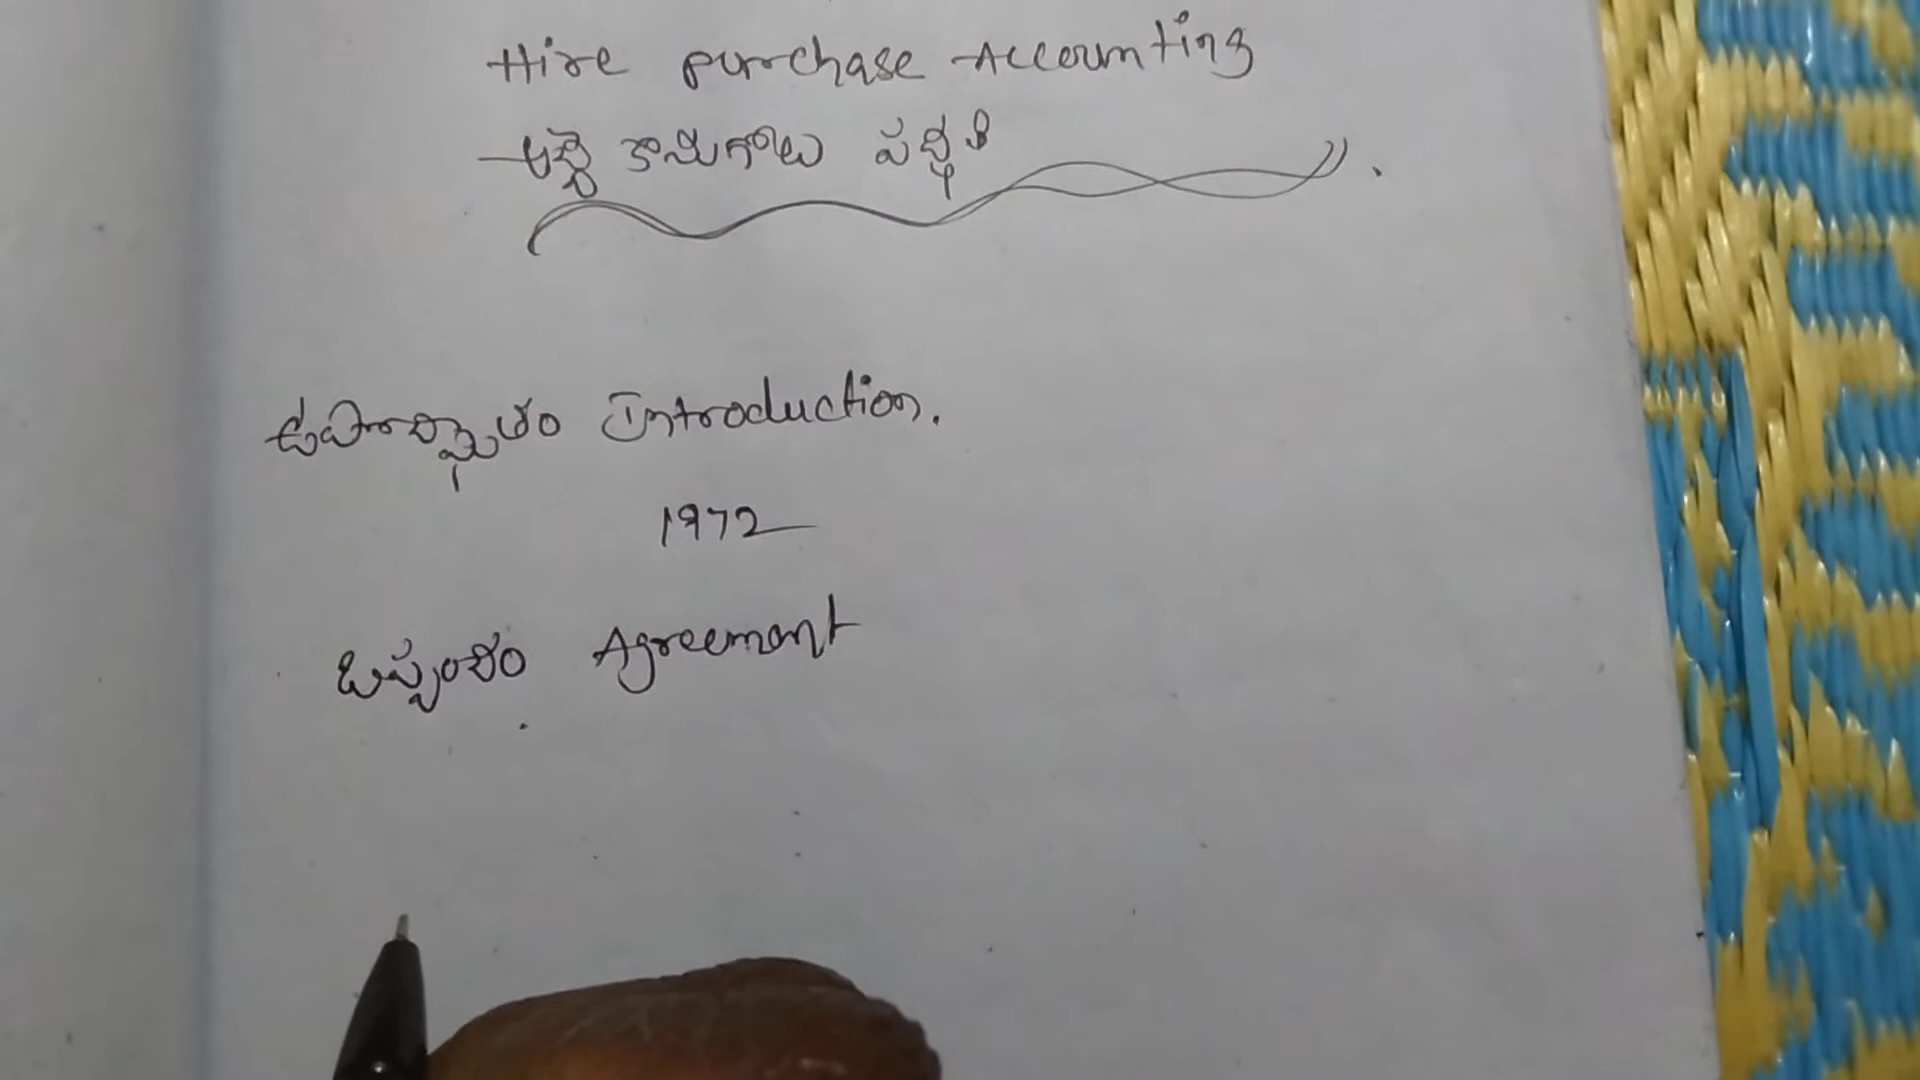 Hire purchase Accounting
అద్దె కొనుగోలు పద్ధతి
ఉపోద్ఘాతం Introduction.
1972
ఒప్పందం Agreement